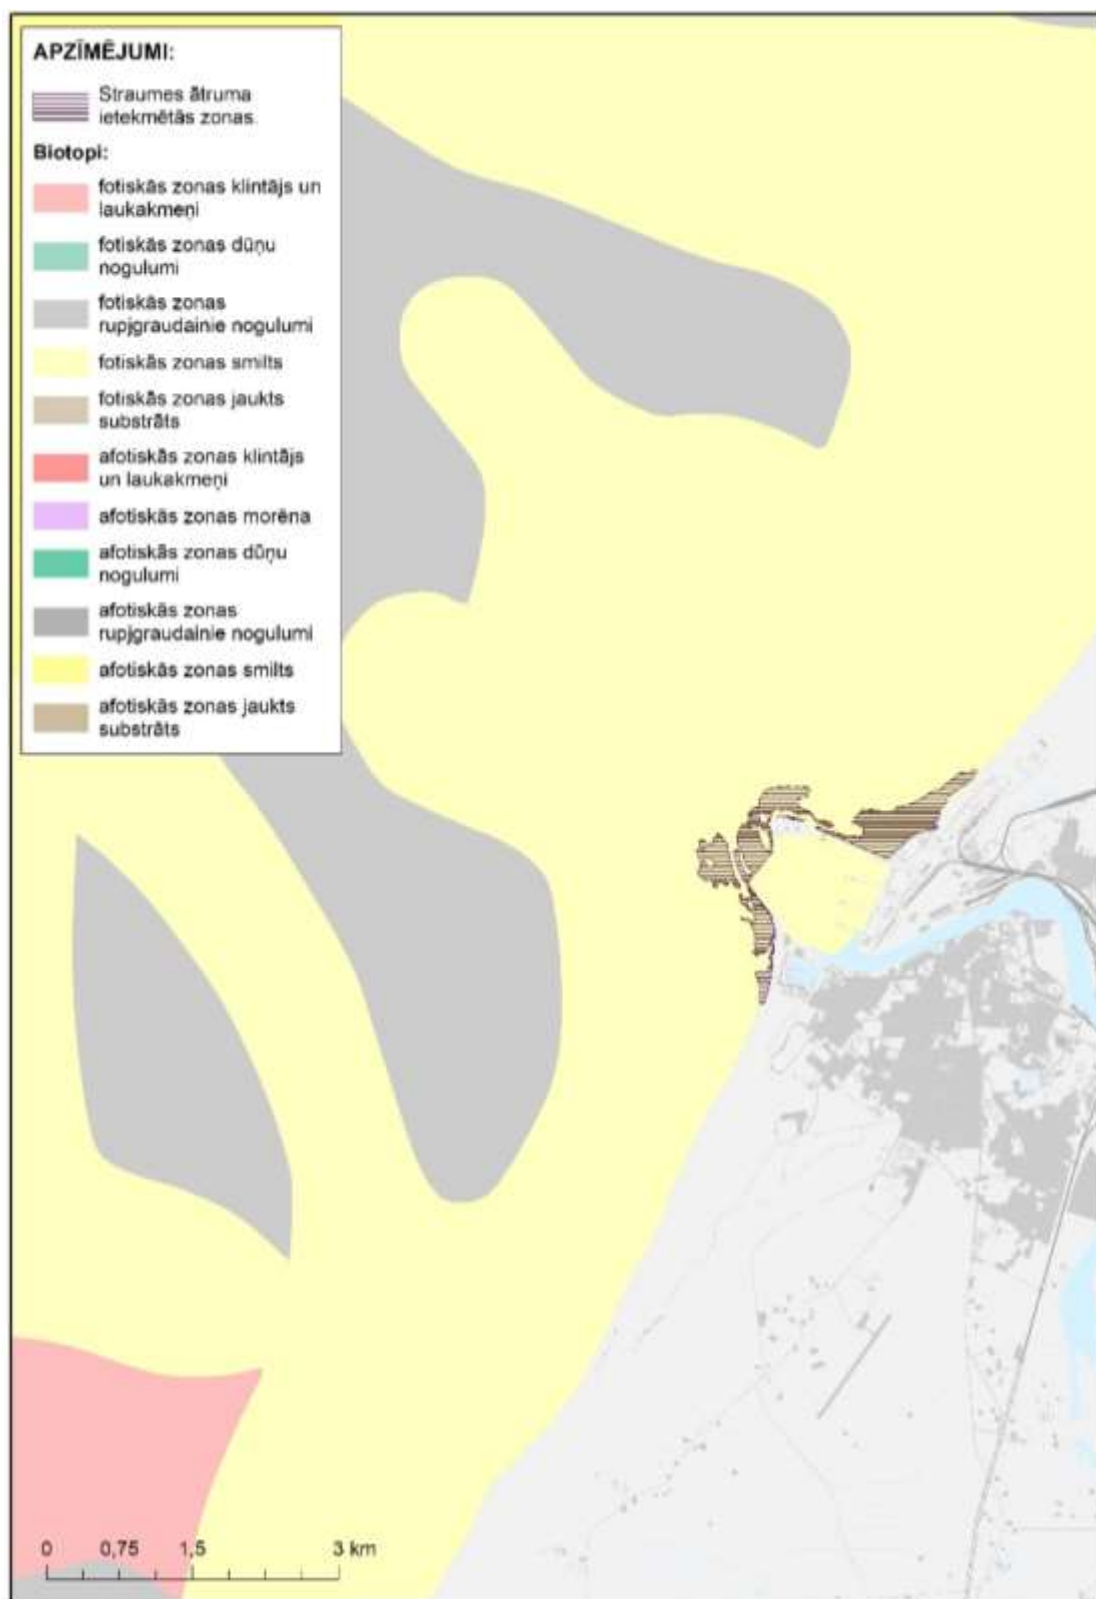 APZĪMĒJUMI:
Straumes ātruma
ietekmētās zonas.
Biotopi:
fotiskās zonas klintājs un
laukakmeņi
fotiskās zonas dūņu
nogulumi
fotiskās zonas
rupjgraudainie nogulumi
fotiskās zonas smilts
fotiskās zonas jaukts
substrāts
afotiskās zonas klintājs
un laukakmeņi
afotiskās zonas morēna
afotiskās zonas dūņu
nogulumi
afotiskās zonas
rupjgraudainie nogulumi
afotiskās zonas smilts
afotiskās zonas jaukts
substrāts
0 0,75 1,5 3 km